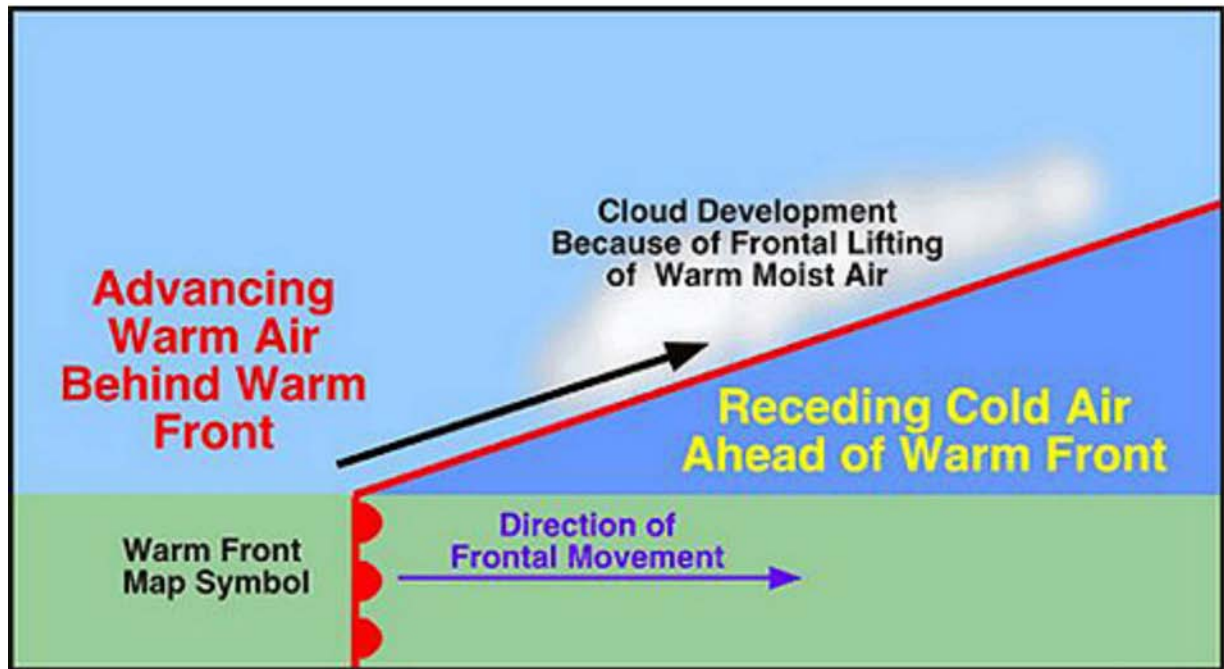 Cloud Development
Because of Frontal Lifting
of Warm Moist Air
Advancing
Warm Air
Behind Warm
Front
Receding Cold Air
Ahead of Warm Front
Warm Front
Map Symbol
Direction of
Frontal Movement